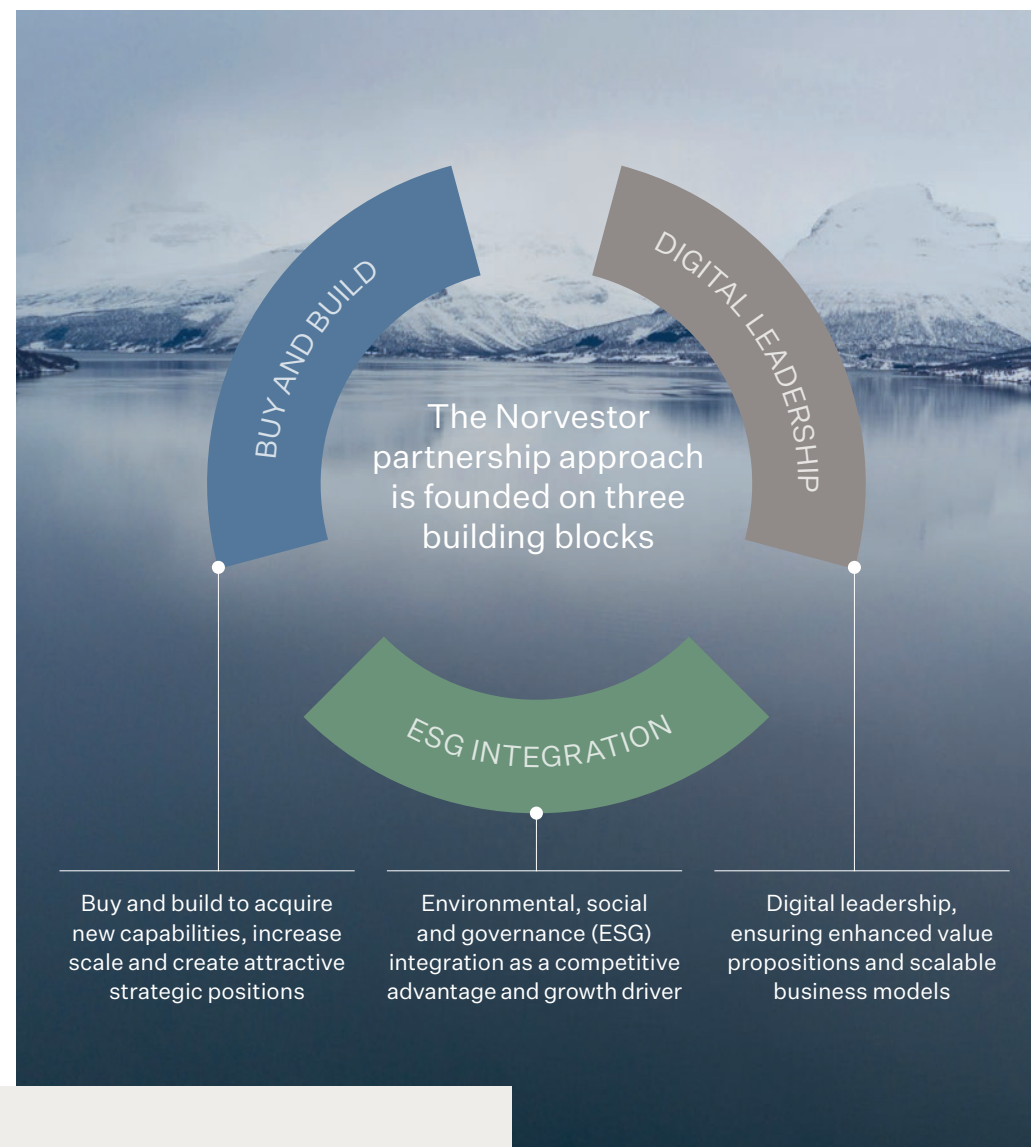 BUY AND BUILD
DIGITAL LEADERSHIP
The Norvestor
partnership approach
is founded on three
building blocks
ESG INTEGRATION
Buy and build to acquire
new capabilities, increase
scale and create attractive
strategic positions
Environmental, social
and governance (ESG)
integration as a competitive
advantage and growth driver
Digital leadership,
ensuring enhanced value
propositions and scalable
business models